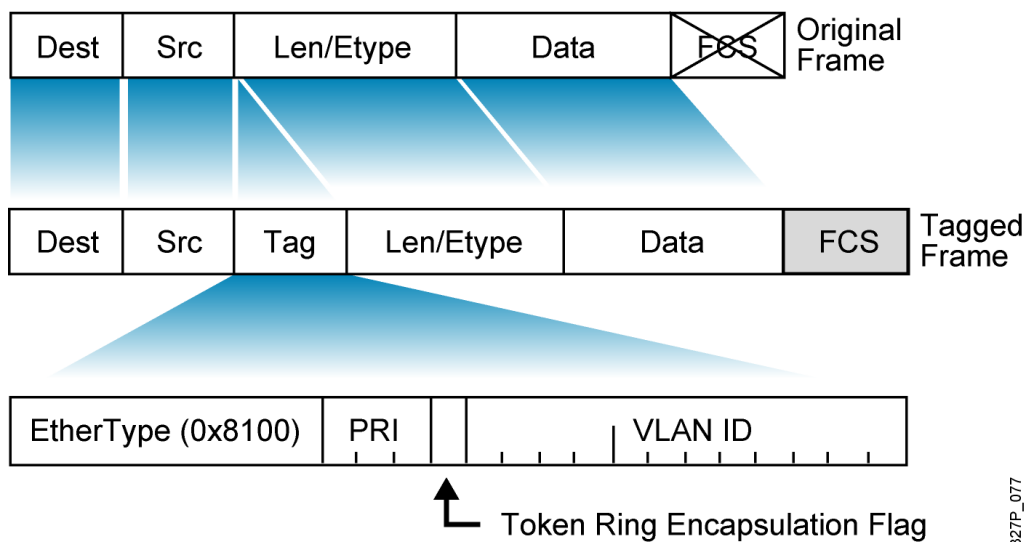 Dest Src Len/Etype Data FCS
Original
Frame
Dest Src Tag Len/Etype Data FCS
Tagged
Frame
EtherType (0x8100) PRI VLAN ID
Token Ring Encapsulation Flag
327P_077